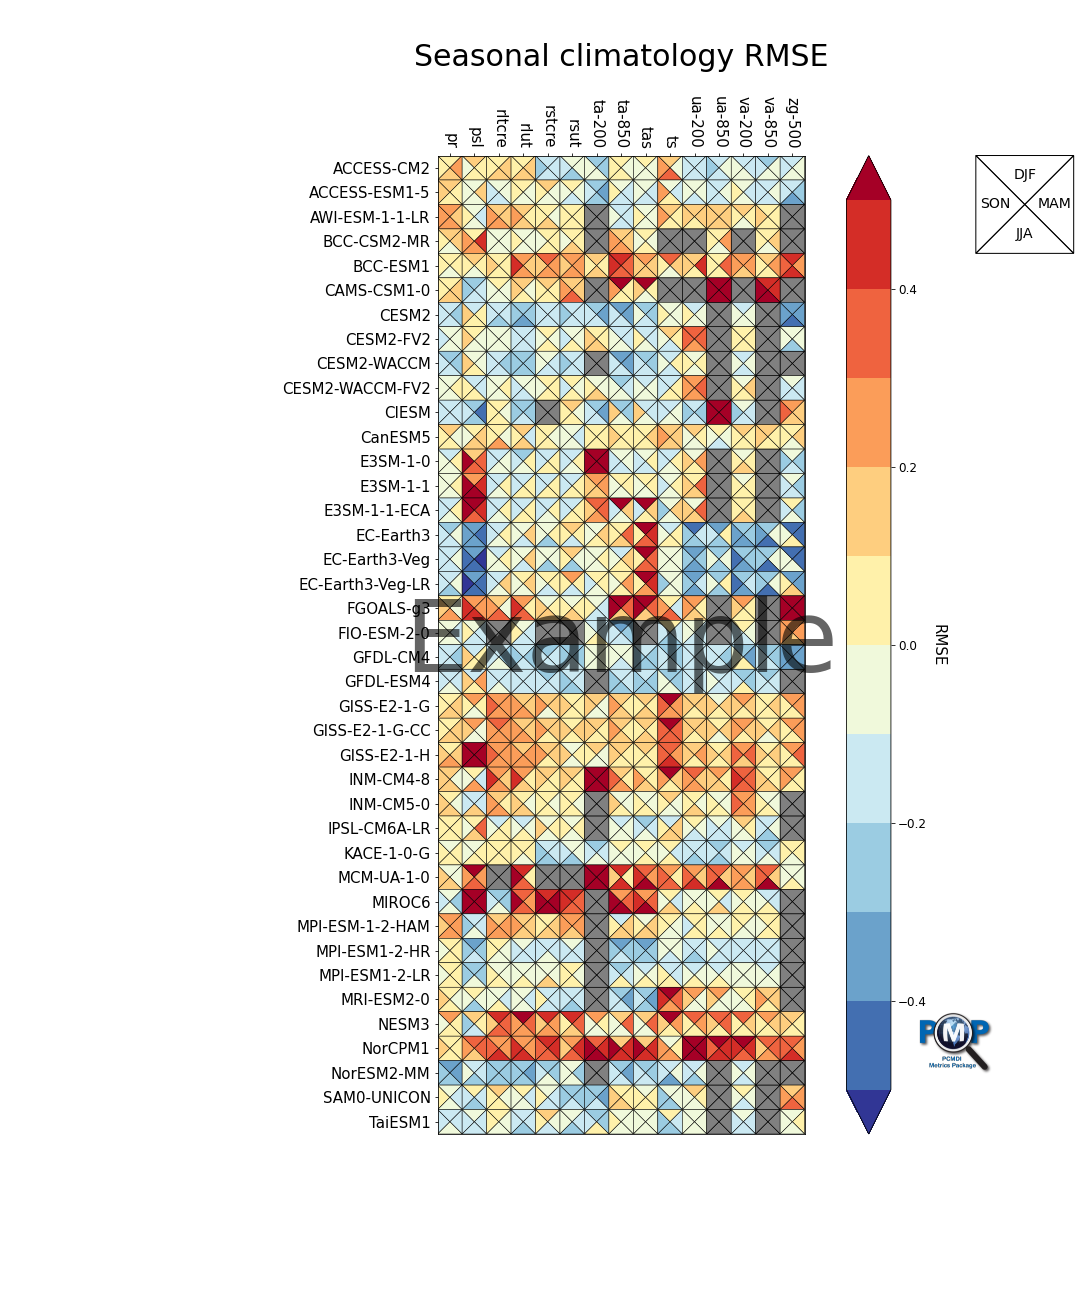 Seasonal climatology RMSE
pr psl rltcre rlut rstcre rsut ta-200 ta-850 tas ts ua-200 ua-850 va-200 va-850 zg-500
ACCESS-CM2
ACCESS-ESM1-5
AWI-ESM-1-1-LR
BCC-CSM2-MR
BCC-ESM1
CAMS-CSM1-0
CESM2
CESM2-FV2
CESM2-WACCM
CESM2-WACCM-FV2
CIESM
CanESM5
E3SM-1-0
E3SM-1-1
E3SM-1-1-ECA
EC-Earth3
EC-Earth3-Veg
EC-Earth3-Veg-LR
FGOALS-g3
FIO-ESM-2-0
GFDL-CM4
GFDL-ESM4
GISS-E2-1-G
GISS-E2-1-G-CC
GISS-E2-1-H
INM-CM4-8
INM-CM5-0
IPSL-CM6A-LR
KACE-1-0-G
MCM-UA-1-0
MIROC6
MPI-ESM-1-2-HAM
MPI-ESM1-2-HR
MPI-ESM1-2-LR
MRI-ESM2-0
NESM3
NorCPM1
NorESM2-MM
SAM0-UNICON
TaiESM1
Example
0.4
0.2
0.0
−0.2
−0.4
RMSE
DJF
SON MAM
JJA
PMP
PCMDI
Metrics Package